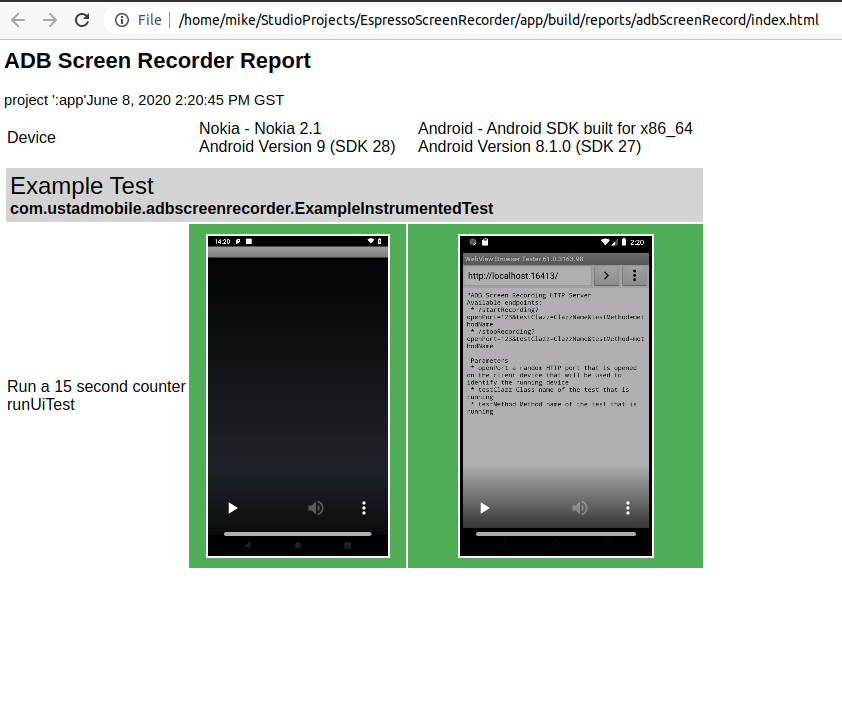 File /home/mike/StudioProjects/EspressoScreenRecorder/app/build/reports/adbScreenRecord/index.html
ADB Screen Recorder Report
project ':app'June 8, 2020 2:20:45 PM GST
Device
Nokia - Nokia 2.1
Android Version 9 (SDK 28)
Android - Android SDK built for x86_64
Android Version 8.1.0 (SDK 27)
Example Test
com.ustadmobile.adbscreenrecorder.ExampleInstrumentedTest
Run a 15 second counter
runUiTest
14:20
2:20
WebView Browser Tester 61.0.3163.98
http://localhost:16413/
"ADB Screen Recording HTTP Server
Available endpoints:
* /startRecording?
openPort=123&testClazz=ClazzName&testMethod=met
hodName
* /stopRecording?
openPort=123&testClazz=ClazzName&testMethod=met
hodName
Parameters
* openPort a random HTTP port that is opened
on the client device that will be used to
identify the running device
* testClazz Class name of the test that is
running
* testMethod Method name of the test that is
running